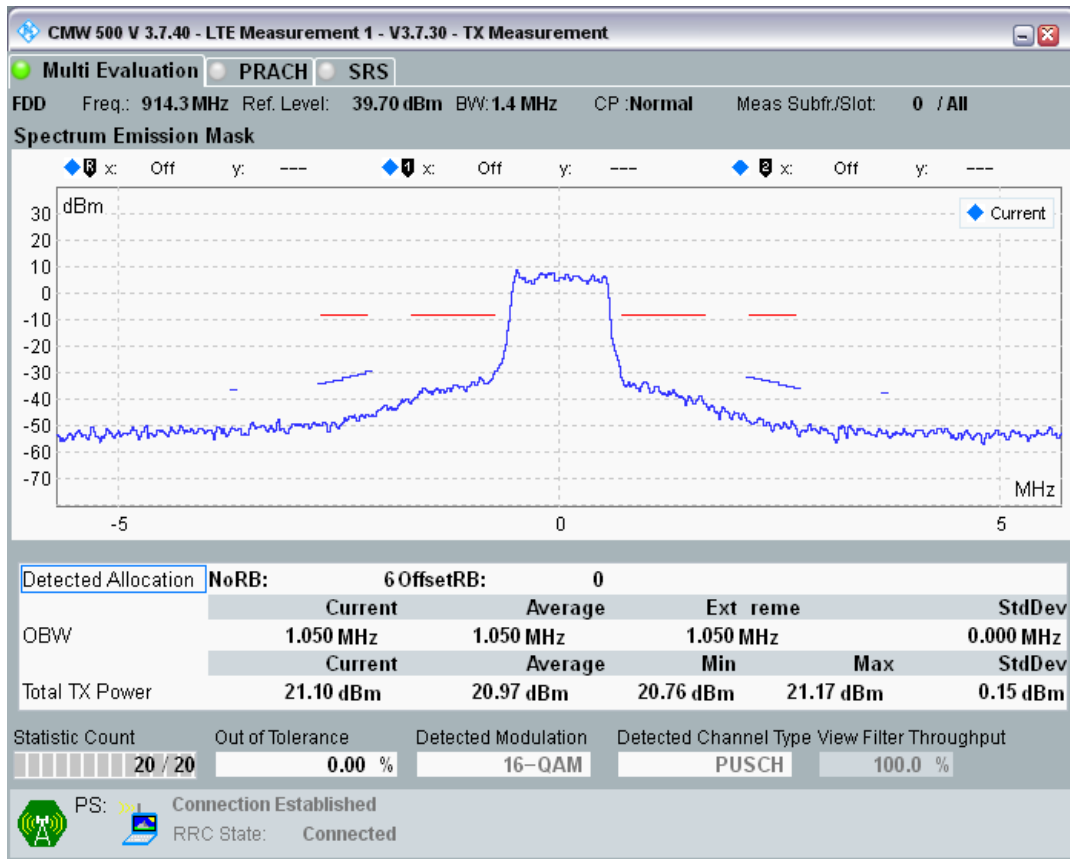 CMW 500 V 3.7.40 - LTE Measurement 1 - V3.7.30 - TX Measurement
Multi Evaluation PRACH SRS
FDD Freq.: 914.3 MHz Ref. Level: 39.70 dBm BW: 1.4 MHz CP :Normal Meas Subfr./Slot: 0 / All
Spectrum Emission Mask
R x: Off y: --- 1 x: Off y: --- 2 x: Off y: ---
dBm
Current
30
20
10
0
-10
-20
-30
-40
-50
-60
-70
MHz
-5 0 5
Detected Allocation NoRB: 6 OffsetRB: 0
Current Average Ext reme StdDev
OBW 1.050 MHz 1.050 MHz 1.050 MHz 0.000 MHz
Current Average Min Max StdDev
Total TX Power 21.10 dBm 20.97 dBm 20.76 dBm 21.17 dBm 0.15 dBm
Statistic Count Out of Tolerance Detected Modulation Detected Channel Type View Filter Throughput
20 / 20 0.00 % 16-QAM PUSCH 100.0 %
PS: Connection Established
RRC State: Connected